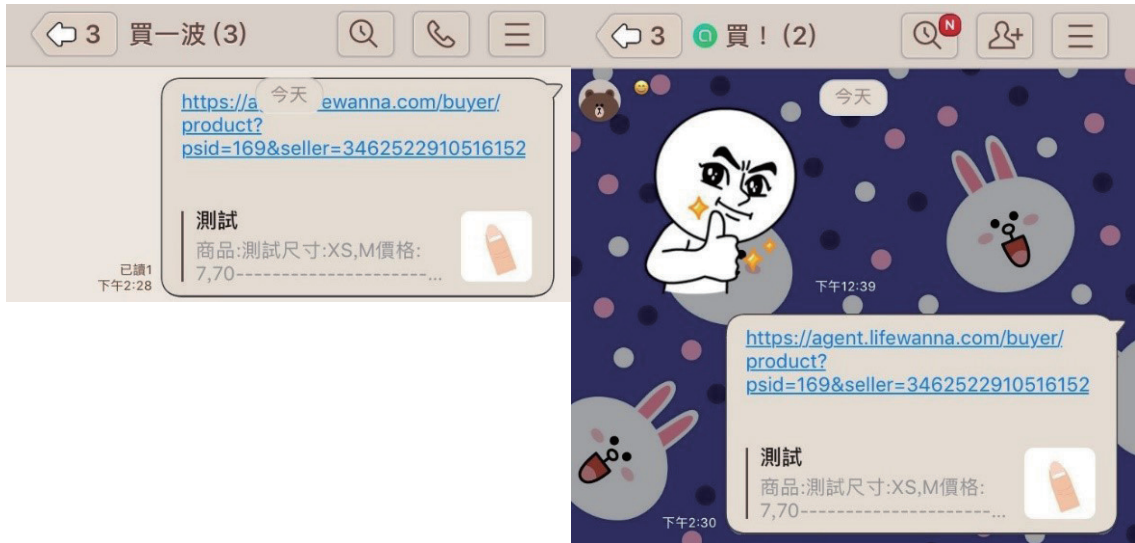 3 買一波 (3)
今天
https://a ewanna.com/buyer/
product?
psid=169&seller=3462522910516152
測試
商品:測試尺寸:XS,M價格:
7,70---------------------...
已讀1
下午2:28
3 買！ (2)
N
今天
下午12:39
https://agent.lifewanna.com/buyer/
product?
psid=169&seller=3462522910516152
測試
商品:測試尺寸:XS,M價格:
7,70---------------------...
下午2:30